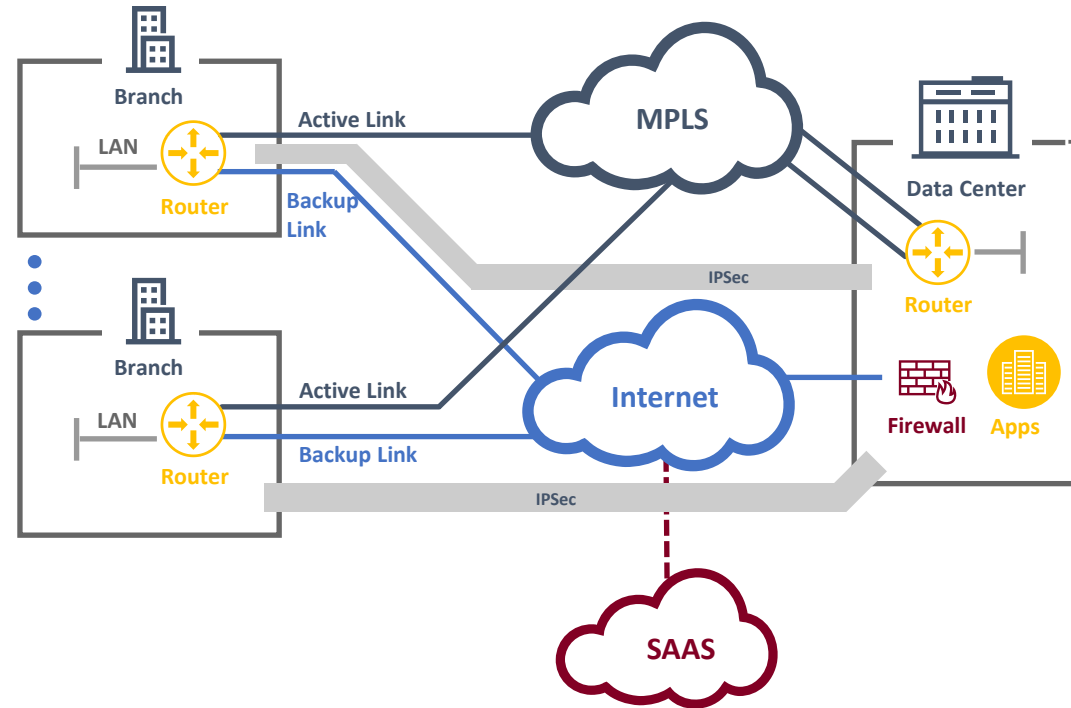 Branch
Active Link
MPLS
LAN
Router
Backup
Link
Data Center
IPSec
Router
Branch
Active Link
Internet
LAN
Firewall
Apps
Backup Link
Router
IPSec
SAAS